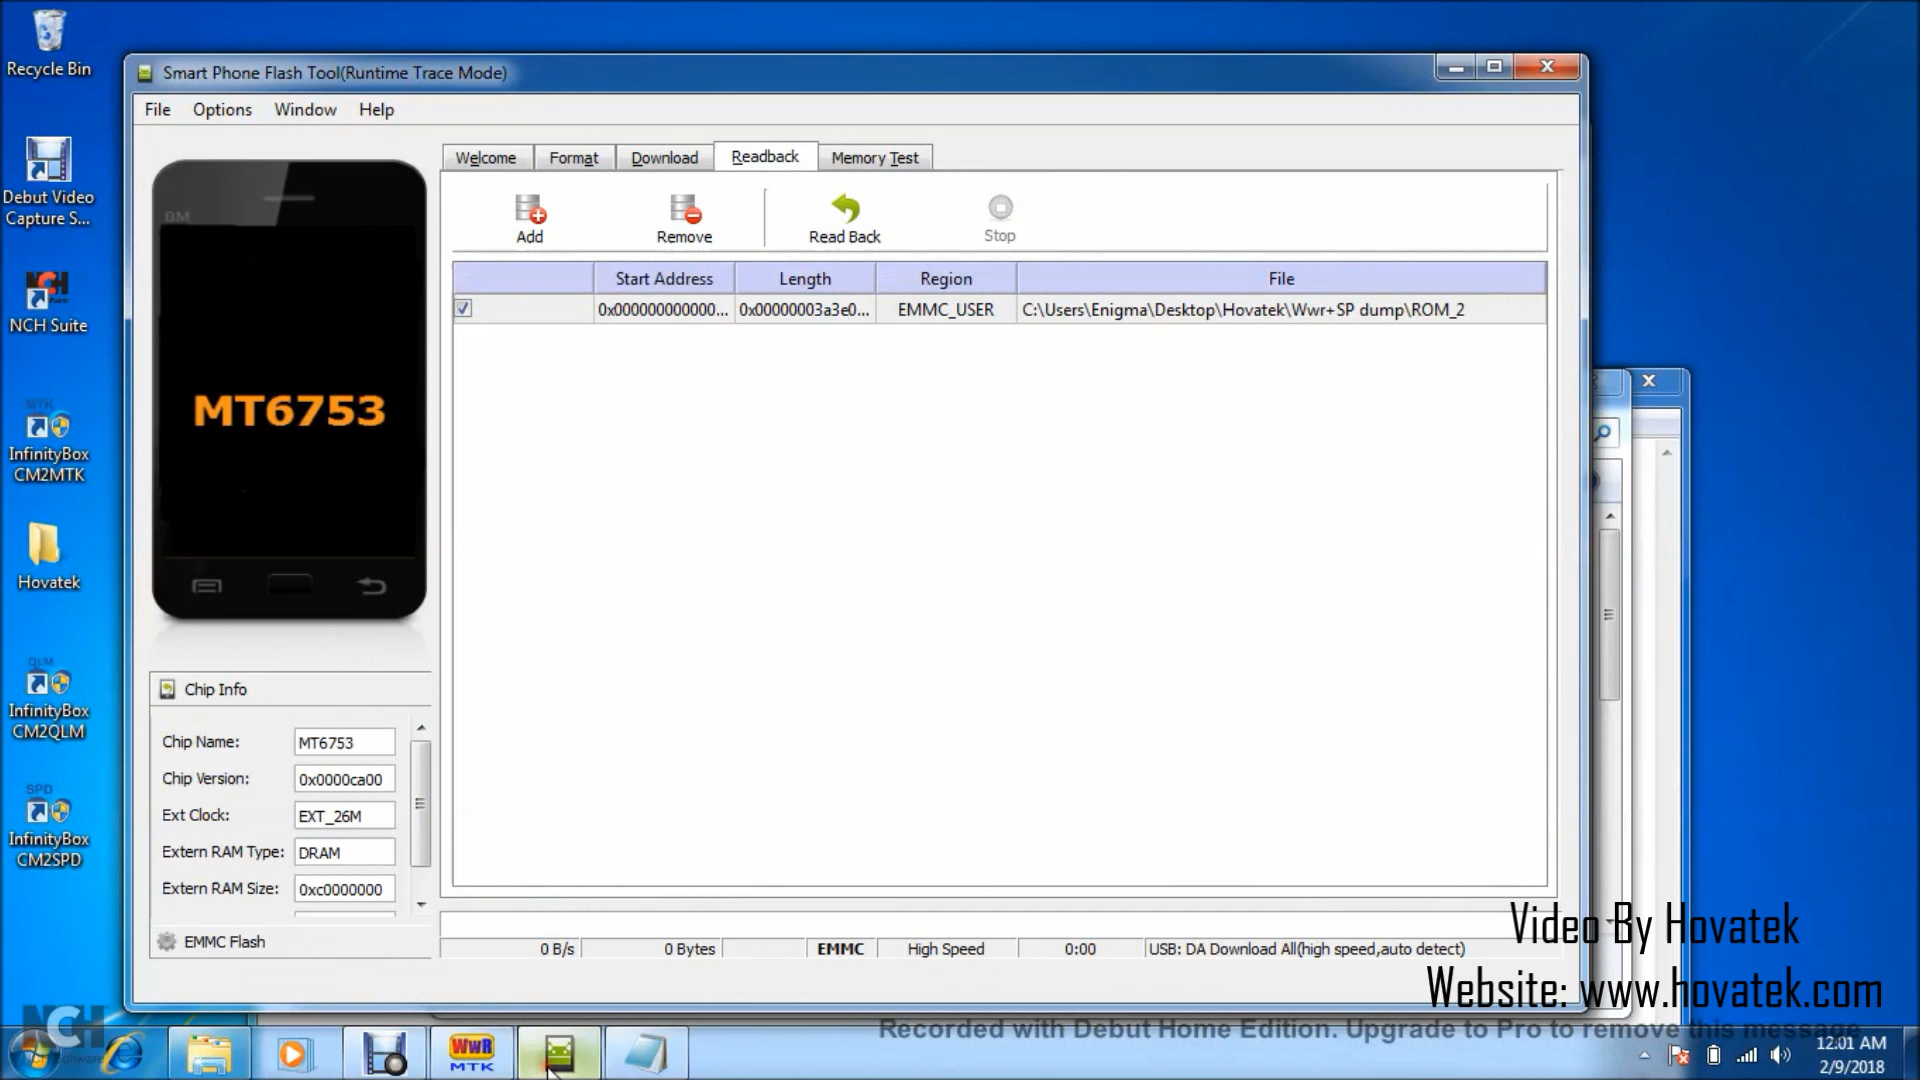 Recycle Bin
Debut Video
Capture S...
NCH Suite
InfinityBox
CM2MTK
Hovatek
QLM
InfinityBox
CM2QLM
SPD
InfinityBox
CM2SPD
Smart Phone Flash Tool(Runtime Trace Mode)
File Options Window Help
Welcome Format Download Readback Memory Test
Add Remove Read Back Stop
Start Address Length Region File
0x000000000000... 0x00000003a3e0... EMMC_USER C:\Users\Enigma\Desktop\Hovatek\Wwr+SP dump\ROM_2
BM
MT6753
Chip Info
Chip Name: MT6753
Chip Version: 0x0000ca00
Ext Clock: EXT_26M
Extern RAM Type: DRAM
Extern RAM Size: 0xc0000000
EMMC Flash
0 B/s 0 Bytes EMMC High Speed 0:00 USB: DA Download All(high speed,auto detect)
Video By Hovatek
Website: www.hovatek.com
Recorded with Debut Home Edition. Upgrade to Pro to remove this message
NCH
WwR
MTK
12:01 AM
2/9/2018